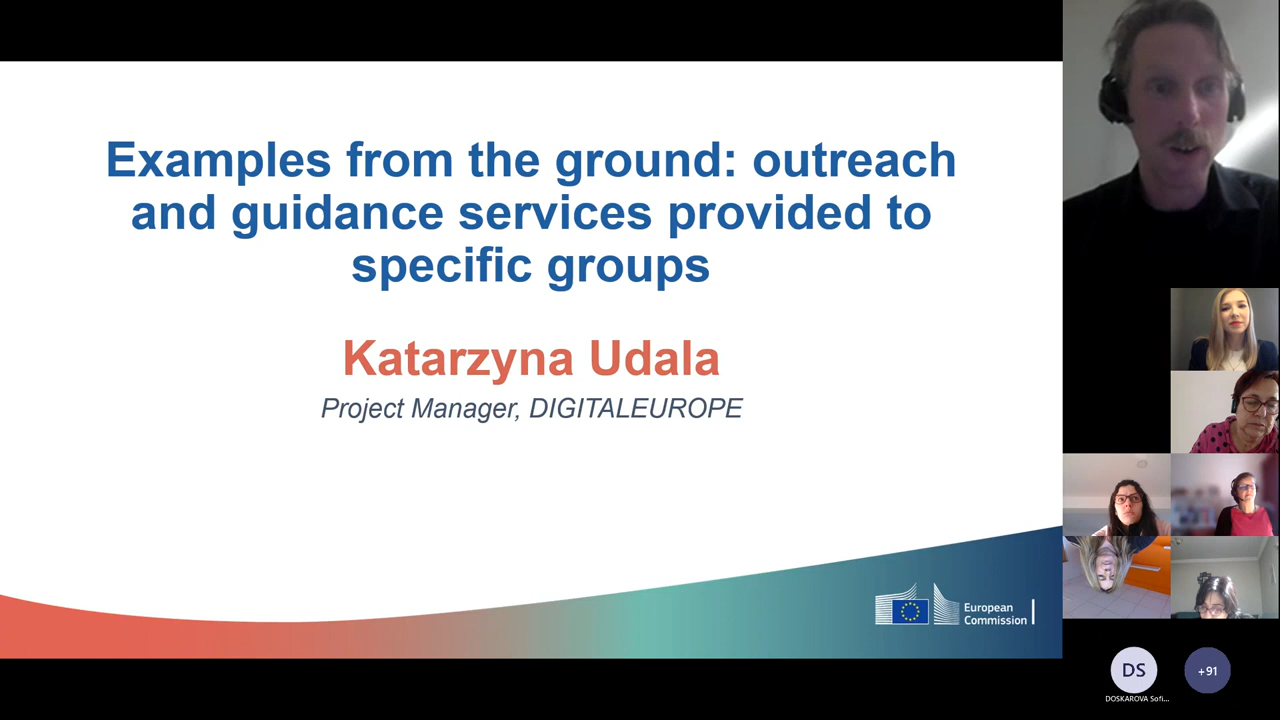 Examples from the ground: outreach
and guidance services provided to
specific groups
Katarzyna Udala
Project Manager, DIGITALEUROPE
European
Commission
DS
+91
DOSKAROVA Sofi...